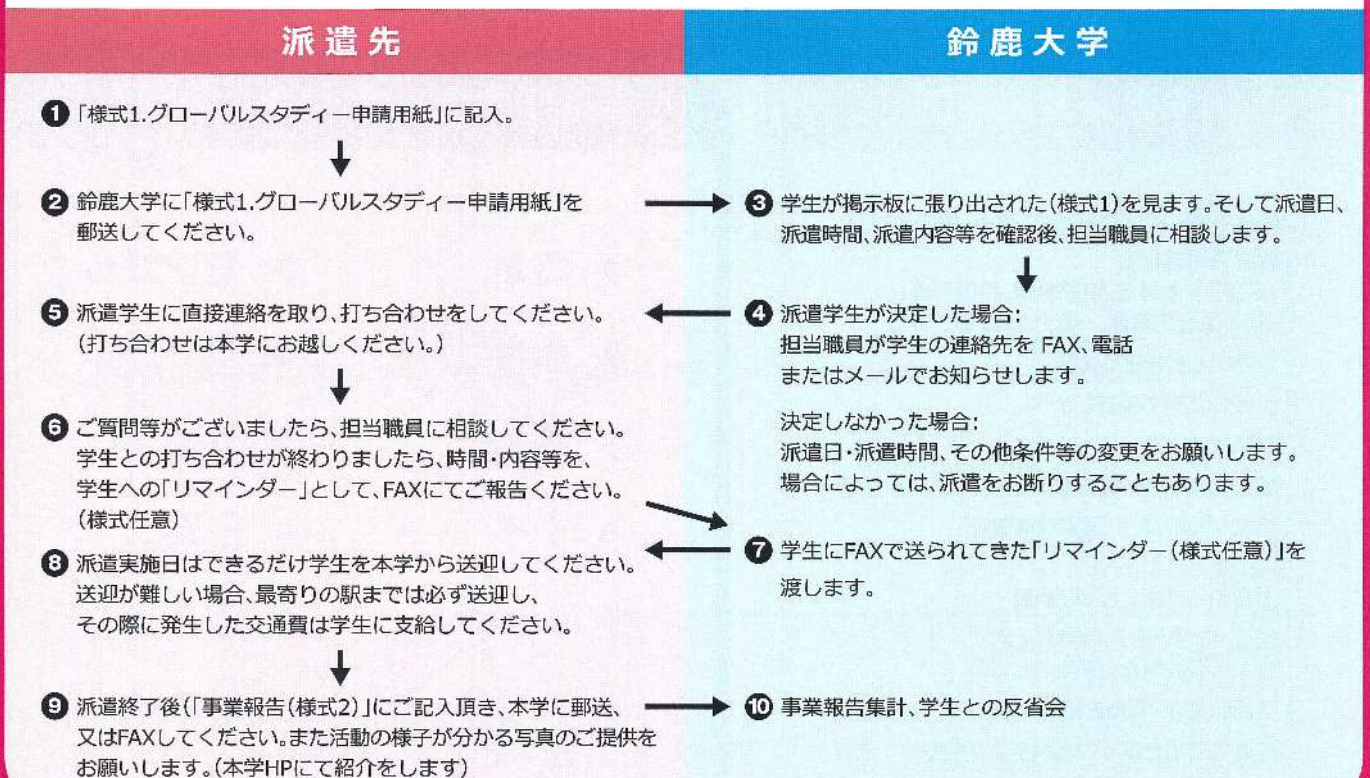 派遣先
鈴鹿大学
❶「様式1.グローバルスタディー申請用紙」に記入。
❷ 鈴鹿大学に「様式1.グローバルスタディー申請用紙」を
郵送してください。
❸ 学生が掲示板に張り出された(様式1)を見ます。そして派遣日、
派遣時間、派遣内容等を確認後、担当職員に相談します。
❹ 派遣学生が決定した場合:
担当職員が学生の連絡先を FAX、電話
またはメールでお知らせします。
決定しなかった場合:
派遣日・派遣時間、その他条件等の変更をお願いします。
場合によっては、派遣をお断りすることもあります。
❺ 派遣学生に直接連絡を取り、打ち合わせをしてください。
(打ち合わせは本学にお越しください。)
❻ ご質問等がございましたら、担当職員に相談してください。
学生との打ち合わせが終わりましたら、時間・内容等を、
学生への「リマインダー」として、FAXにてご報告ください。
(様式任意)
❼ 学生にFAXで送られてきた「リマインダー(様式任意)」を
渡します。
❽ 派遣実施日はできるだけ学生を本学から送迎してください。
送迎が難しい場合、最寄りの駅までは必ず送迎し、
その際に発生した交通費は学生に支給してください。
❾ 派遣終了後(「事業報告(様式2)」にご記入頂き、本学に郵送、
又はFAXしてください。また活動の様子が分かる写真のご提供を
お願いします。(本学HPにて紹介をします)
❿ 事業報告集計、学生との反省会